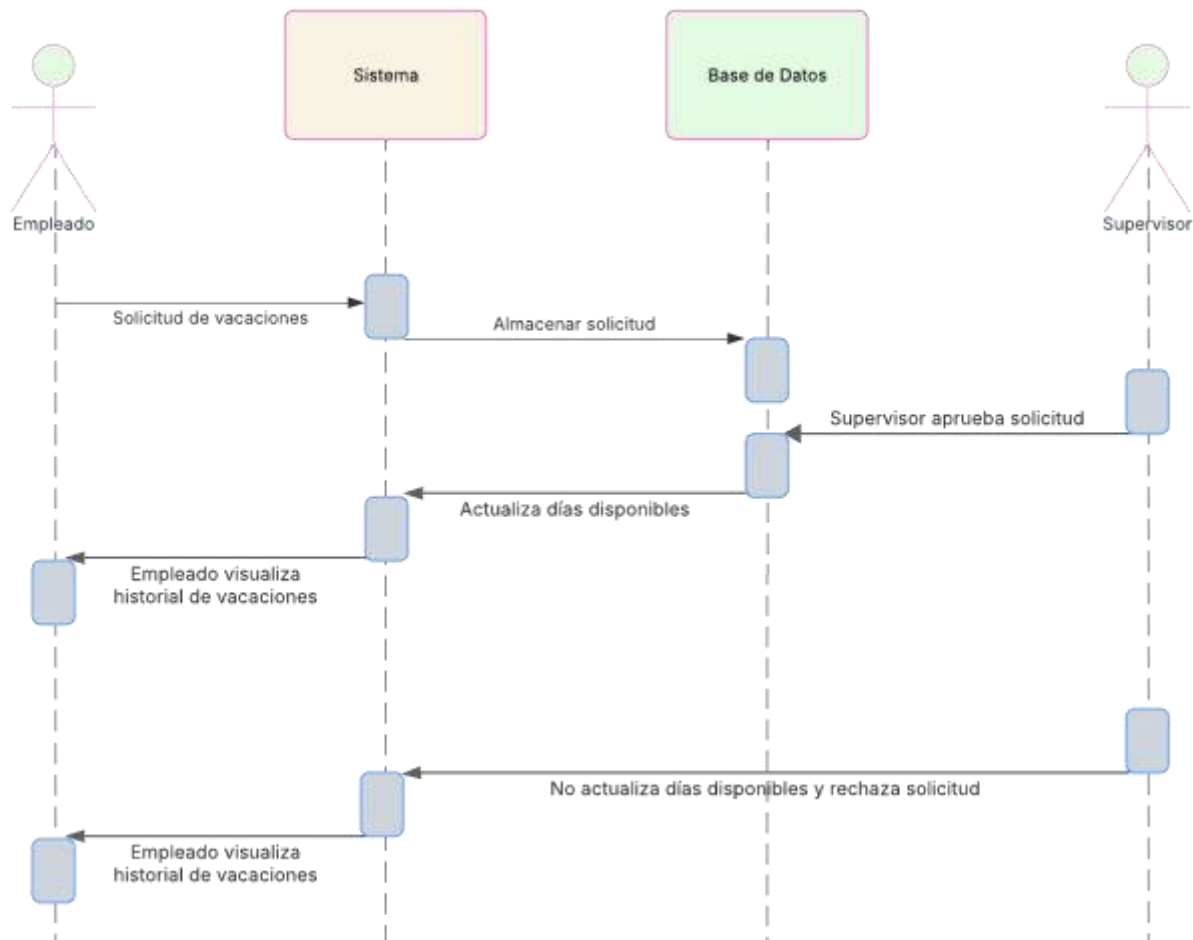 Sistema
Base de Datos
Empleado
Supervisor
Solicitud de vacaciones
Almacenar solicitud
Supervisor aprueba solicitud
Actualiza días disponibles
Empleado visualiza
historial de vacaciones
No actualiza días disponibles y rechaza solicitud
Empleado visualiza
historial de vacaciones